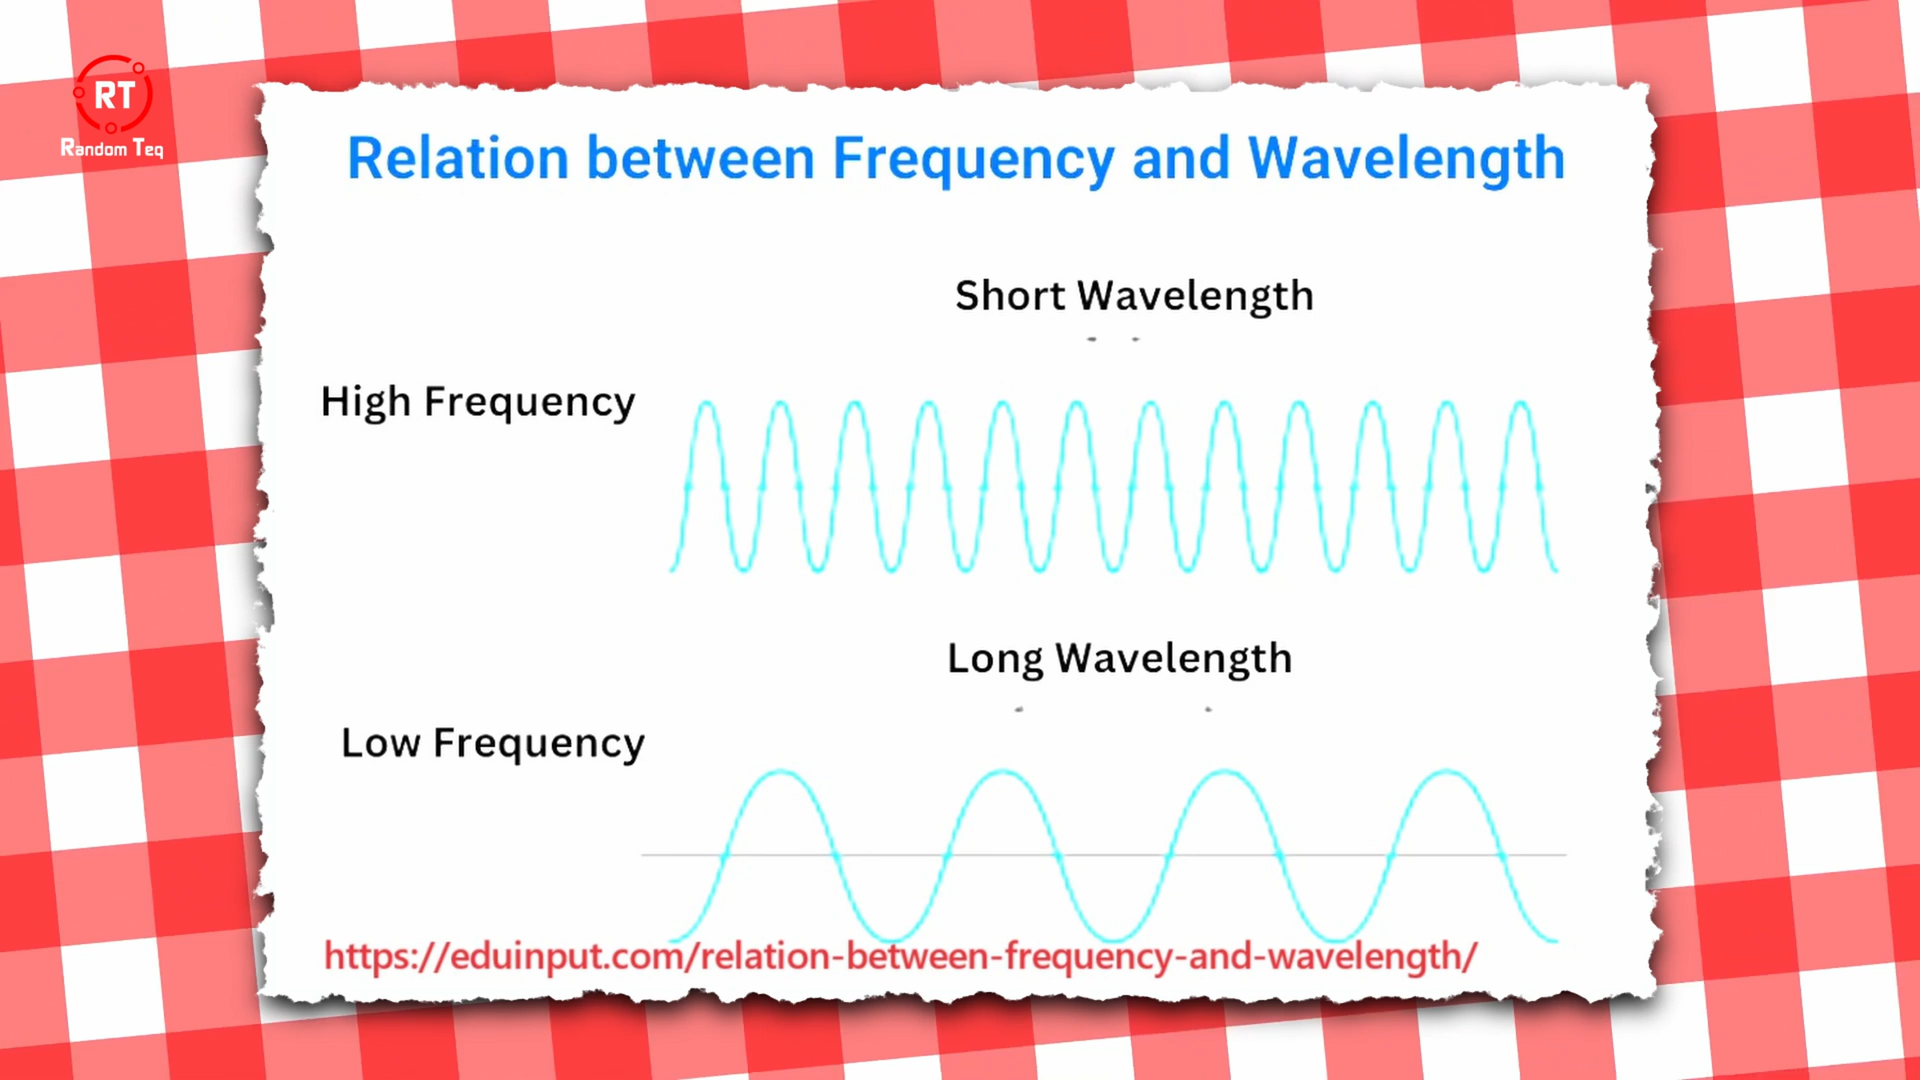 RT
Random Teq
Relation between Frequency and Wavelength
Short Wavelength
High Frequency
Long Wavelength
Low Frequency
https://eduinput.com/relation-between-frequency-and-wavelength/